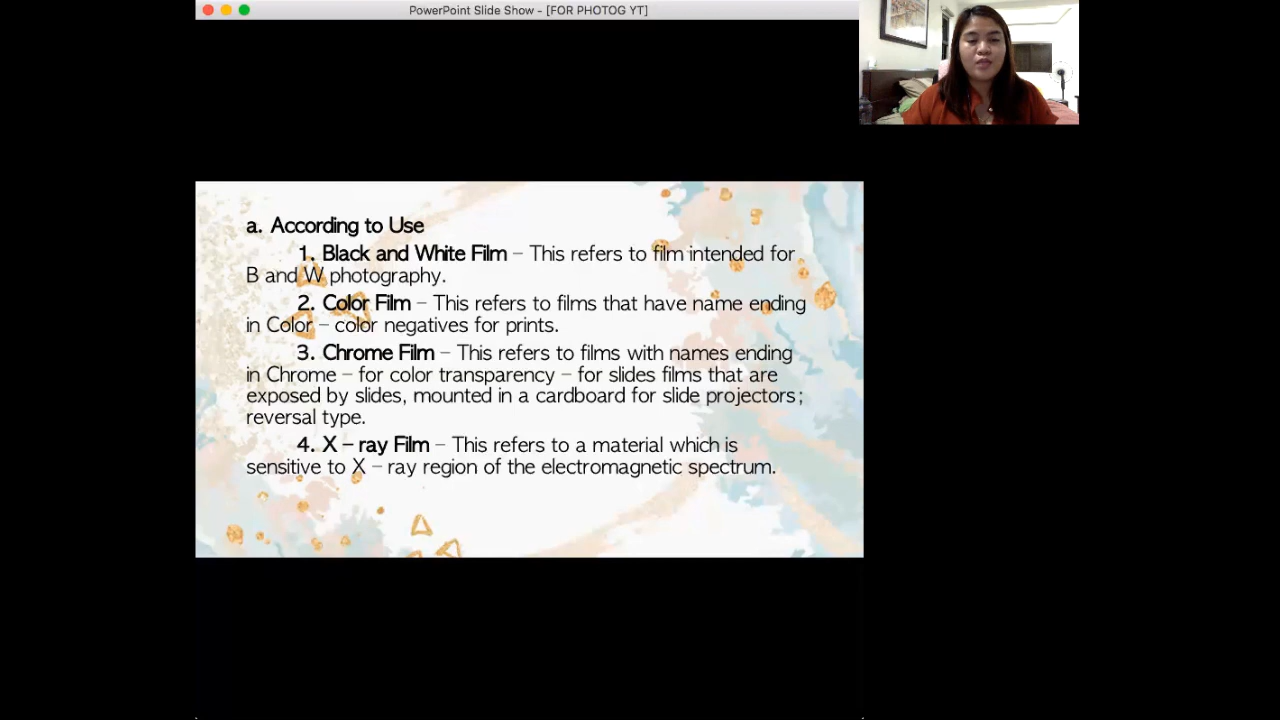 PowerPoint Slide Show - [FOR PHOTOG YT]
a. According to Use
1. Black and White Film – This refers to film intended for
B and W photography.
2. Color Film – This refers to films that have name ending
in Color – color negatives for prints.
3. Chrome Film – This refers to films with names ending
in Chrome – for color transparency – for slides films that are
exposed by slides, mounted in a cardboard for slide projectors;
reversal type.
4. X – ray Film – This refers to a material which is
sensitive to X – ray region of the electromagnetic spectrum.